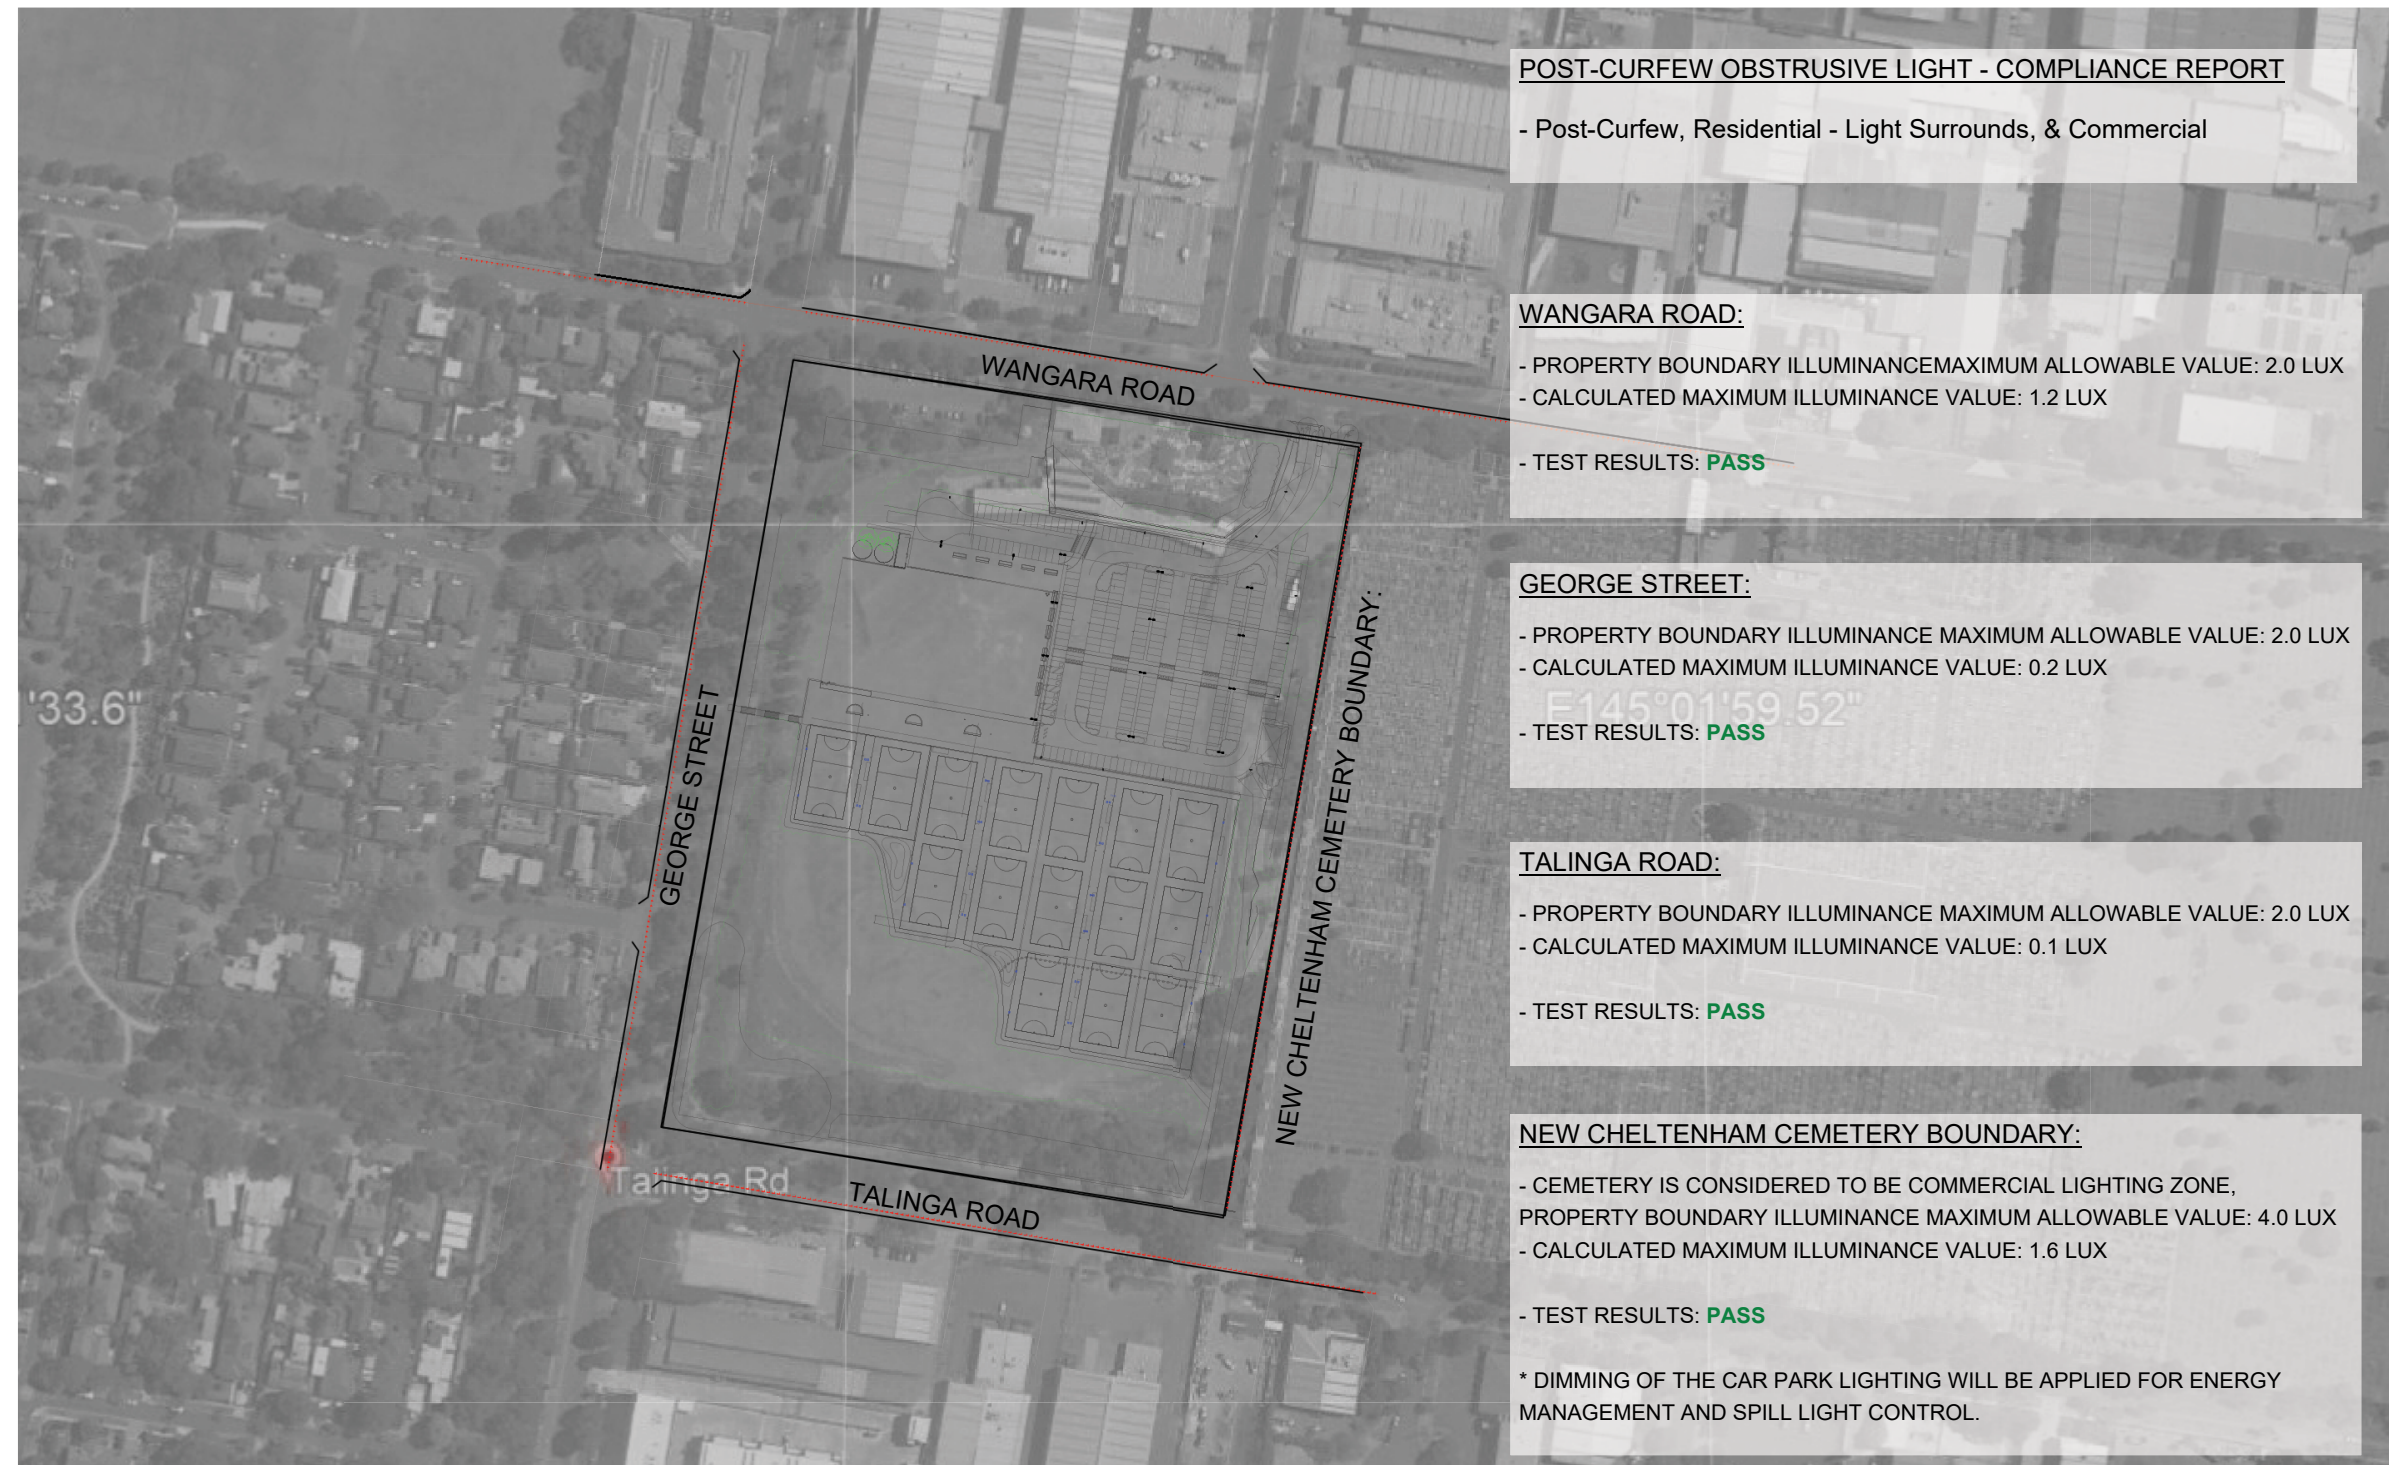 POST-CURFEW OBSTRUSIVE LIGHT - COMPLIANCE REPORT
- Post-Curfew, Residential - Light Surrounds, & Commercial
WANGARA ROAD:
- PROPERTY BOUNDARY ILLUMINANCEMAXIMUM ALLOWABLE VALUE: 2.0 LUX
- CALCULATED MAXIMUM ILLUMINANCE VALUE: 1.2 LUX
- TEST RESULTS: PASS
GEORGE STREET:
- PROPERTY BOUNDARY ILLUMINANCE MAXIMUM ALLOWABLE VALUE: 2.0 LUX
- CALCULATED MAXIMUM ILLUMINANCE VALUE: 0.2 LUX
E145°01'59.52"
- TEST RESULTS: PASS
TALINGA ROAD:
- PROPERTY BOUNDARY ILLUMINANCE MAXIMUM ALLOWABLE VALUE: 2.0 LUX
- CALCULATED MAXIMUM ILLUMINANCE VALUE: 0.1 LUX
- TEST RESULTS: PASS
NEW CHELTENHAM CEMETERY BOUNDARY:
- CEMETERY IS CONSIDERED TO BE COMMERCIAL LIGHTING ZONE,
PROPERTY BOUNDARY ILLUMINANCE MAXIMUM ALLOWABLE VALUE: 4.0 LUX
- CALCULATED MAXIMUM ILLUMINANCE VALUE: 1.6 LUX
- TEST RESULTS: PASS
* DIMMING OF THE CAR PARK LIGHTING WILL BE APPLIED FOR ENERGY
MANAGEMENT AND SPILL LIGHT CONTROL.
WANGARA ROAD
GEORGE STREET
NEW CHELTENHAM CEMETERY BOUNDARY:
TALINGA ROAD
Talinga Rd
'33.6"